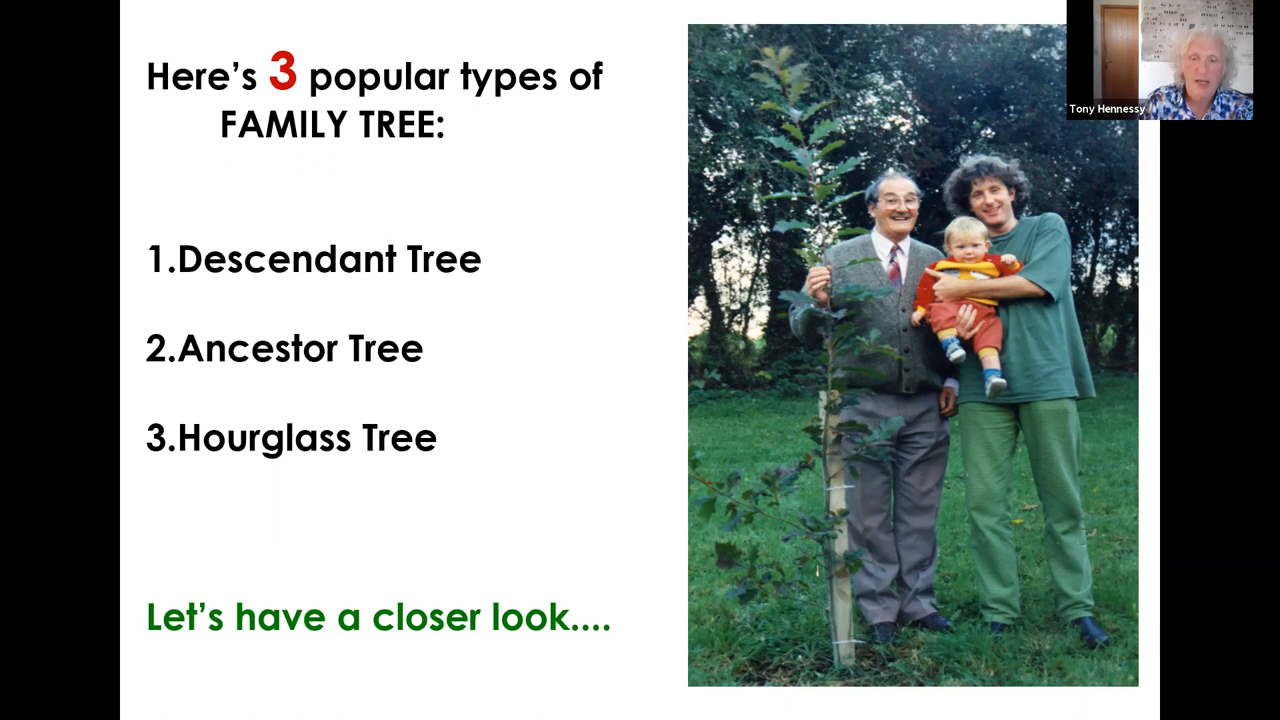 Here's 3 popular types of
FAMILY TREE:
1.Descendant Tree
2.Ancestor Tree
3.Hourglass Tree
Let's have a closer look....
Tony Hennessy